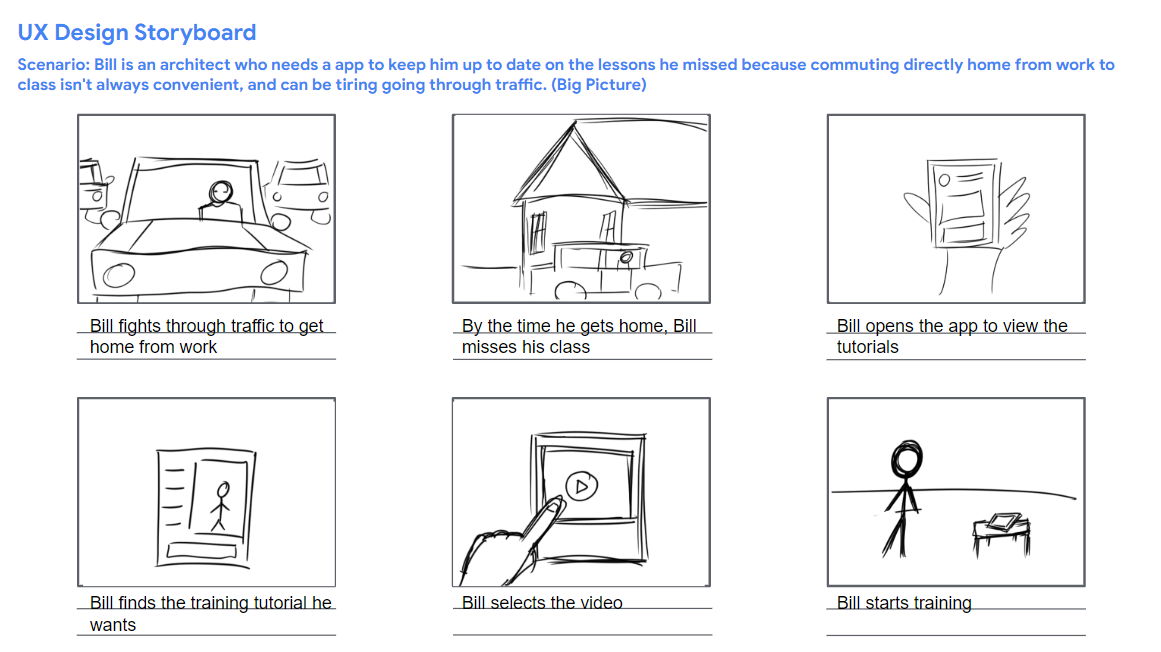 UX Design Storyboard
Scenario: Bill is an architect who needs a app to keep him up to date on the lessons he missed because commuting directly home from work to
class isn't always convenient, and can be tiring going through traffic. (Big Picture)
Bill fights through traffic to get
home from work
By the time he gets home, Bill
misses his class
Bill opens the app to view the
tutorials
Bill finds the training tutorial he
wants
Bill selects the video
Bill starts training